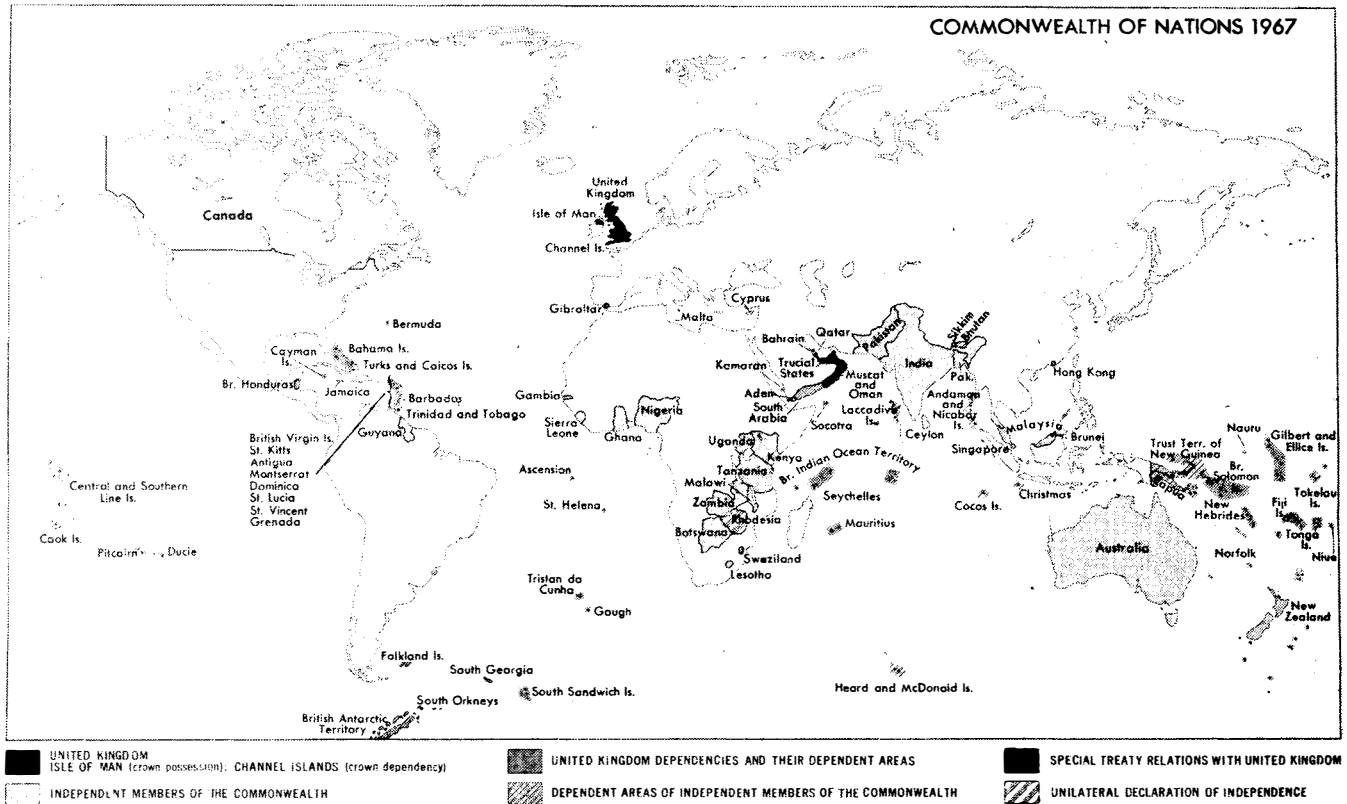 COMMONWEALTH OF NATIONS 1967
United
Kingdom
Isle of Man
Channel Is.
Canada
Gibraltar
Malta
Cyprus
Bermuda
Bahama Is.
Turks and Caicos Is.
Cayman
Is.
Br. Honduras
Jamaica
Barbados
Trinidad and Tobago
Guyana
British Virgin Is.
St. Kitts
Antigua
Montserrat
Dominica
St. Lucia
St. Vincent
Grenada
Central and Southern
Line Is.
Cook Is.
Pitcairn
Ducie
Gambia
Sierra
Leone
Ghana
Nigeria
Ascension
St. Helena
Tristan da
Cunha
Gough
Falkland Is.
South Georgia
South Sandwich Is.
South Orkneys
British Antarctic
Territory
Bahrain
Qatar
Trucial
States
Kamaran
Muscat
and
Oman
Aden
South
Arabia
Socotra
Pakistan
India
Sikkim
Bhutan
Pak.
Laccadive
Is.
Ceylon
Andaman
and
Nicobar
Is.
Hong Kong
Malaysia
Brunei
Singapore
Uganda
Kenya
Tanzania
Malawi
Zambia
Rhodesia
Botswana
Swaziland
Lesotho
Br. Indian Ocean Territory
Seychelles
Mauritius
Cocos Is.
Christmas
Heard and McDonald Is.
Australia
Nauru
Trust Terr. of
New Guinea
Papua
Br.
Solomon
Gilbert and
Ellice Is.
Tokelau
Is.
New
Hebrides
Fiji
Is.
Tonga
Is.
Niue
Norfolk
New
Zealand
UNITED KINGDOM
ISLE OF MAN (crown possession); CHANNEL ISLANDS (crown dependency)
INDEPENDENT MEMBERS OF THE COMMONWEALTH
UNITED KINGDOM DEPENDENCIES AND THEIR DEPENDENT AREAS
DEPENDENT AREAS OF INDEPENDENT MEMBERS OF THE COMMONWEALTH
SPECIAL TREATY RELATIONS WITH UNITED KINGDOM
UNILATERAL DECLARATION OF INDEPENDENCE